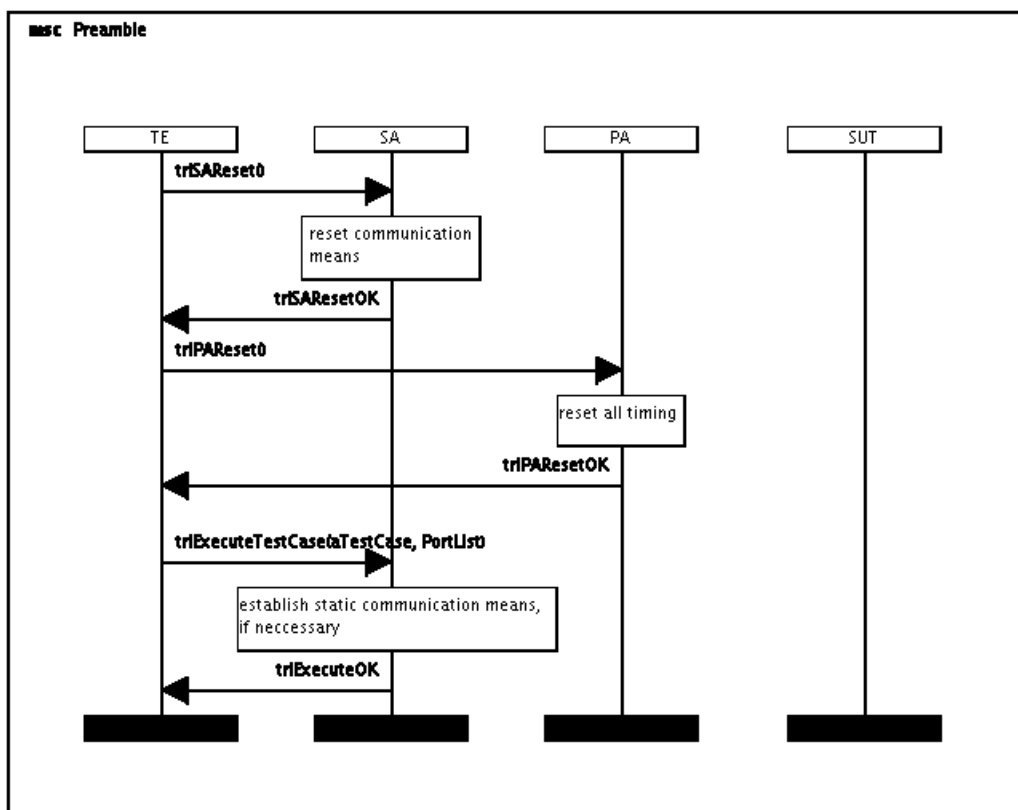 msc Preamble
TE SA PA SUT
triSAReset()
reset communication
means
triSAResetOK
triPAReset()
reset all timing
triPAResetOK
triExecuteTestCase(aTestCase, PortList)
establish static communication means,
if neccessary
triExecuteOK